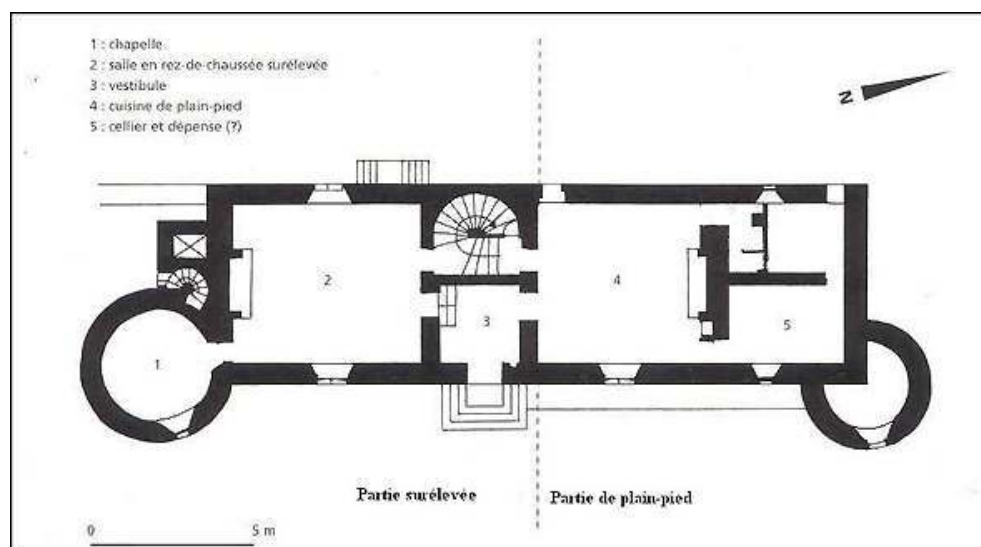 1 : chapelle
2 : salle en rez-de-chaussée surélevée
3 : vestibule
4 : cuisine de plain-pied
5 : cellier et dépense (?)
N
2
4
3
5
1
Partie surélevée
Partie de plain-pied
0 5 m